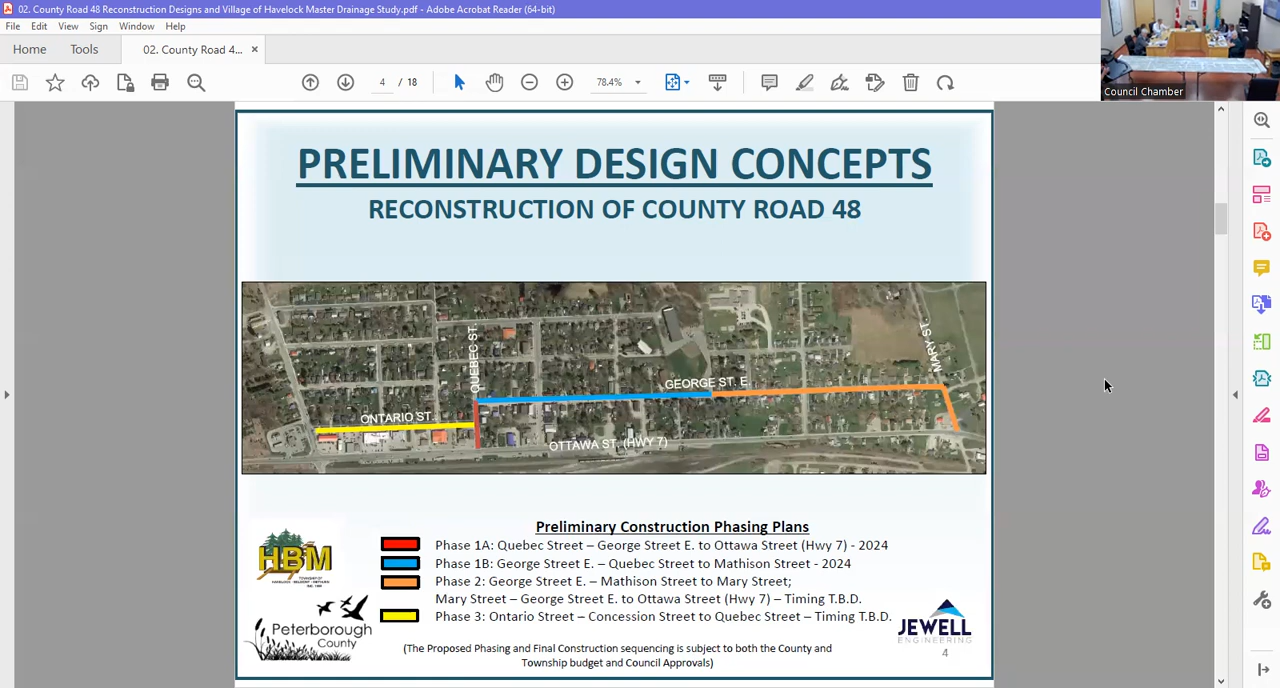 02. County Road 48 Reconstruction Designs and Village of Havelock Master Drainage Study.pdf - Adobe Acrobat Reader (64-bit)
File Edit View Sign Window Help
Home Tools 02. County Road 4... ×
4 / 18 78.4%
Council Chamber
PRELIMINARY DESIGN CONCEPTS
RECONSTRUCTION OF COUNTY ROAD 48
QUEBEC ST.
MARY ST.
GEORGE ST. E
ONTARIO ST.
OTTAWA ST. (HWY 7)
Preliminary Construction Phasing Plans
Phase 1A: Quebec Street – George Street E. to Ottawa Street (Hwy 7) - 2024
Phase 1B: George Street E. – Quebec Street to Mathison Street - 2024
Phase 2: George Street E. – Mathison Street to Mary Street;
Mary Street – George Street E. to Ottawa Street (Hwy 7) – Timing T.B.D.
Phase 3: Ontario Street – Concession Street to Quebec Street – Timing T.B.D.
HBM
Peterborough
County
JEWELL
ENGINEERING
4
(The Proposed Phasing and Final Construction sequencing is subject to both the County and
Township budget and Council Approvals)